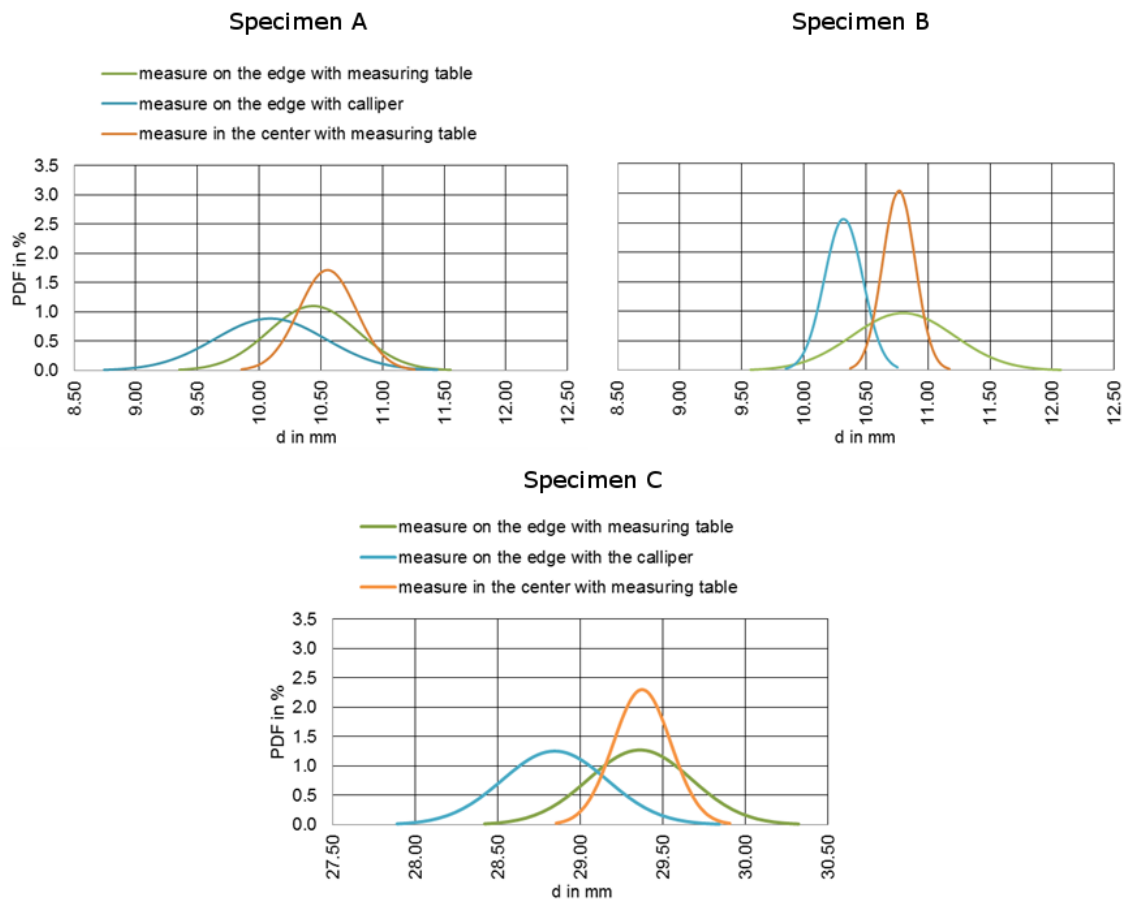 Specimen A
Specimen B
measure on the edge with measuring table
measure on the edge with calliper
measure in the center with measuring table
3.5
3.0
2.5
2.0
1.5
1.0
0.5
0.0
PDF in %
8.50
9.00
9.50
10.00
10.50
11.00
11.50
12.00
12.50
d in mm
8.50
9.00
9.50
10.00
10.50
11.00
11.50
12.00
12.50
d in mm
Specimen C
measure on the edge with measuring table
measure on the edge with the calliper
measure in the center with measuring table
3.5
3.0
2.5
2.0
1.5
1.0
0.5
0.0
PDF in %
27.50
28.00
28.50
29.00
29.50
30.00
30.50
d in mm